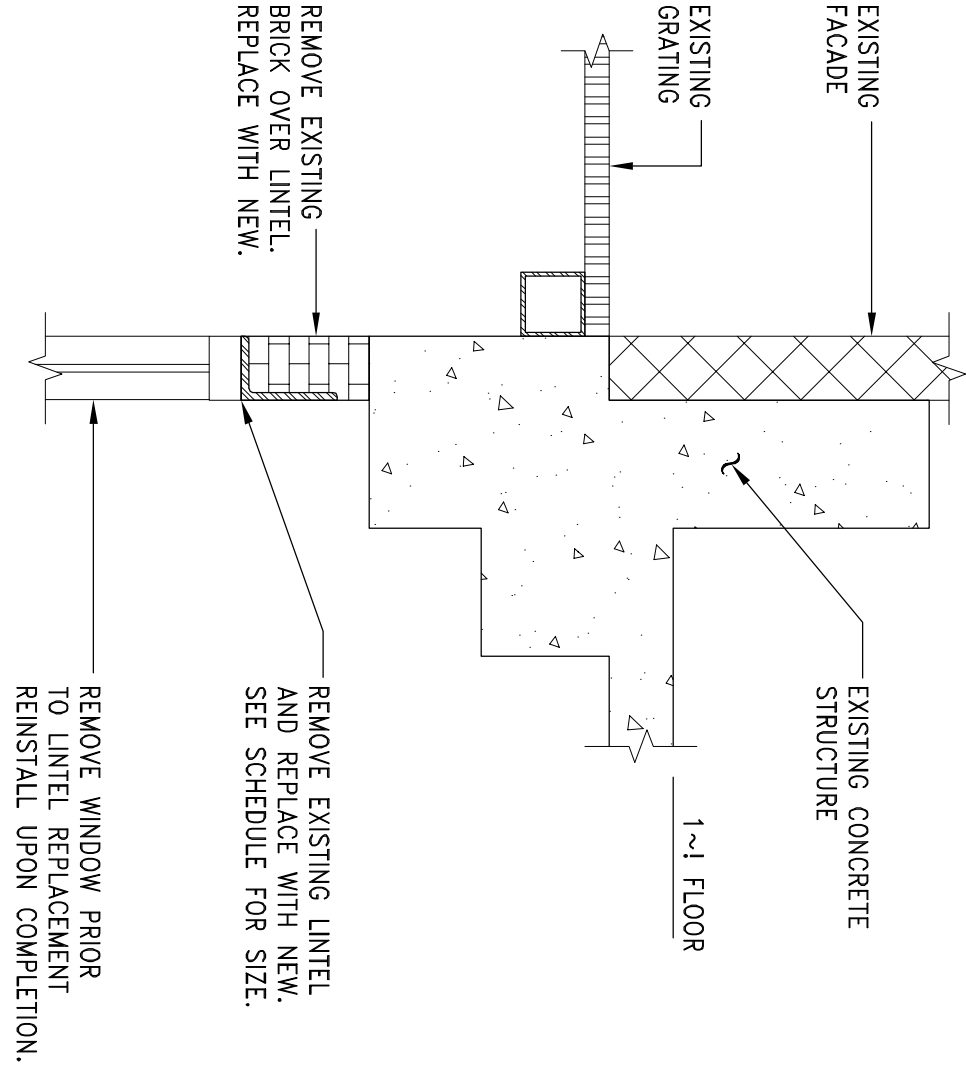 EXISTING
FACADE
EXISTING
GRATING
REMOVE EXISTING
BRICK OVER LINTEL.
REPLACE WITH NEW.
EXISTING CONCRETE
STRUCTURE
1~! FLOOR
REMOVE EXISTING LINTEL
AND REPLACE WITH NEW.
SEE SCHEDULE FOR SIZE.
REMOVE WINDOW PRIOR
TO LINTEL REPLACEMENT
REINSTALL UPON COMPLETION.